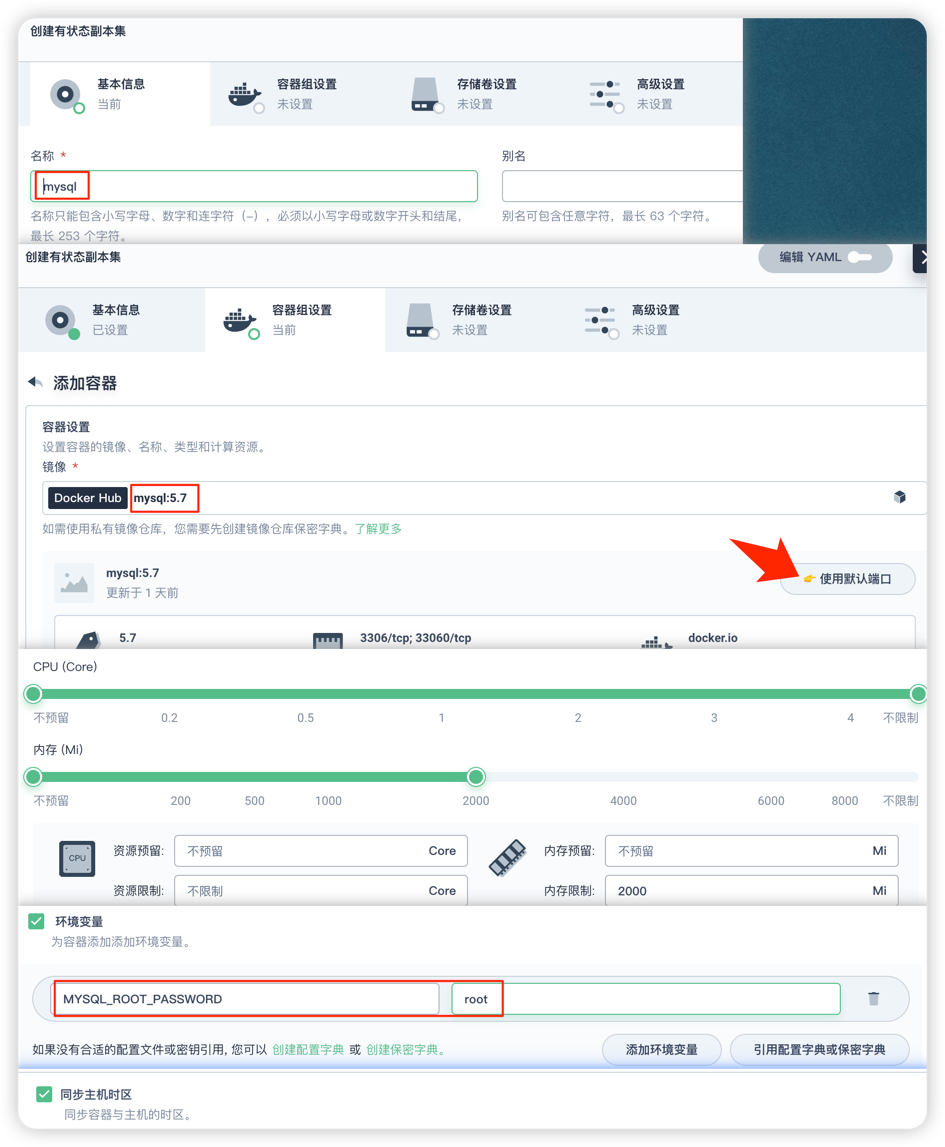 创建有状态副本集
基本信息
当前
容器组设置
未设置
存储卷设置
未设置
高级设置
未设置
名称 *
别名
mysql
名称只能包含小写字母、数字和连字符（-），必须以小写字母或数字开头和结尾，
最长 253 个字符。
别名可包含任意字符，最长 63 个字符。
创建有状态副本集
编辑 YAML
基本信息
已设置
容器组设置
当前
存储卷设置
未设置
高级设置
未设置
添加容器
容器设置
设置容器的镜像、名称、类型和计算资源。
镜像 *
Docker Hub mysql:5.7
如需使用私有镜像仓库，您需要先创建镜像仓库保密字典。了解更多
mysql:5.7
更新于 1 天前
👉 使用默认端口
5.7
3306/tcp; 33060/tcp
docker.io
CPU (Core)
不预留 0.2 0.5 1 2 3 4 不限制
内存 (Mi)
不预留 200 500 1000 2000 4000 6000 8000 不限制
CPU
资源预留: 不预留 Core
内存预留: 不预留 Mi
资源限制: 不限制 Core
内存限制: 2000 Mi
环境变量
为容器添加添加环境变量。
MYSQL_ROOT_PASSWORD root
如果没有合适的配置文件或密钥引用, 您可以 创建配置字典 或 创建保密字典。
添加环境变量
引用配置字典或保密字典
同步主机时区
同步容器与主机的时区。